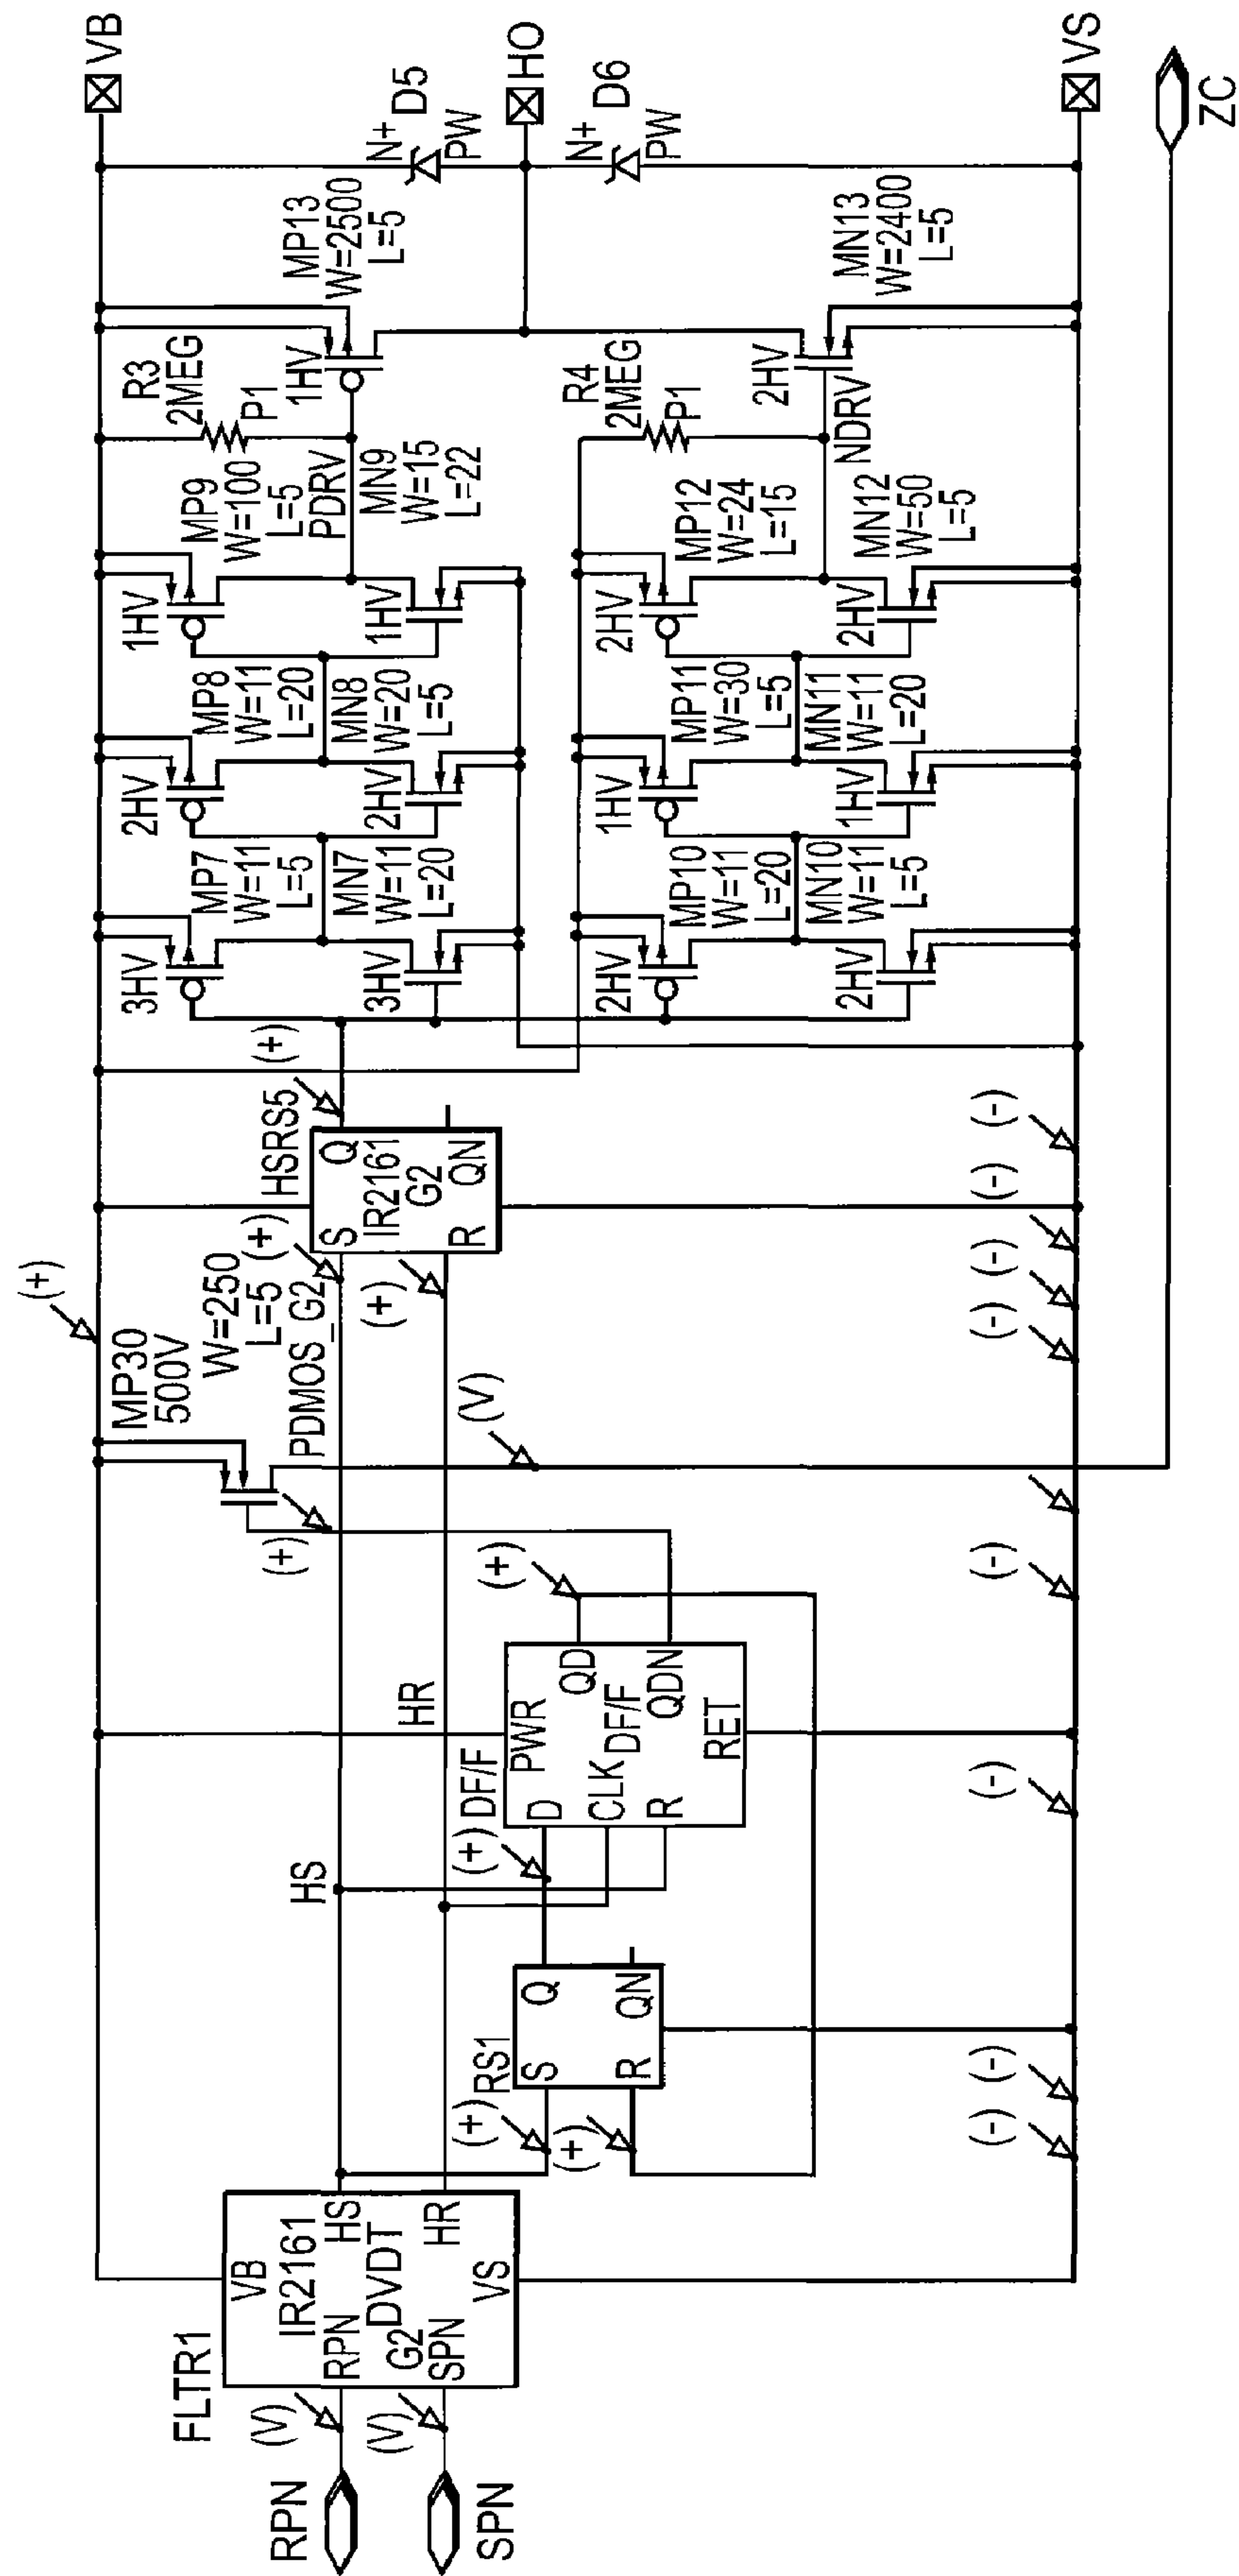 RPN
SPN
(V)
(V)
FLTR1
VB
IR2161
RPN
HS
DVDT
G2
SPN
HR
VS
(+)
(+)
RS1
S
Q
R
QN
HS
HR
(+)
DF/F
PWR
D
QD
CLK
DF/F
R
QDN
RET
(+)
(+)
MP30
500V
W=250
L=5
PDMOS_G2
(V)
(+)
(+)
(+)
HSRS5
S
Q
IR2161
G2
R
QN
(+)
(-)
(-)
(-)
(-)
(-)
(-)
(-)
(-)
3HV
MP7
W=11
L=5
3HV
MN7
W=11
L=20
2HV
MP8
W=11
L=20
2HV
MN8
W=20
L=5
1HV
MP9
W=100
L=5
PDRV
1HV
MN9
W=15
L=22
R3
2MEG
P1
1HV
MP13
W=2500
L=5
2HV
MP10
W=11
L=20
2HV
MN10
W=11
L=5
1HV
MP11
W=30
L=5
1HV
MN11
W=11
L=20
2HV
MP12
W=24
L=15
2HV
MN12
W=50
L=5
R4
2MEG
P1
NDRV
2HV
MN13
W=2400
L=5
N+
D5
PW
N+
D6
PW
VB
HO
VS
ZC